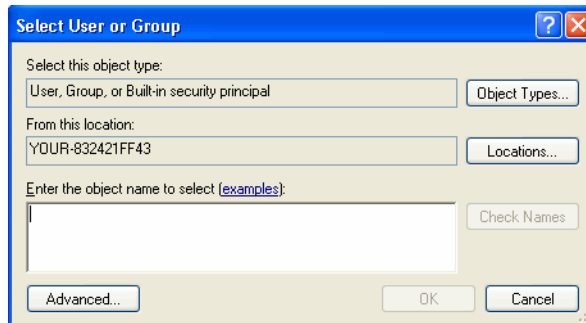 Select User or Group
Select this object type:
User, Group, or Built-in security principal
Object Types...
From this location:
YOUR-832421FF43
Locations...
Enter the object name to select (examples):
Check Names
Advanced...
OK
Cancel